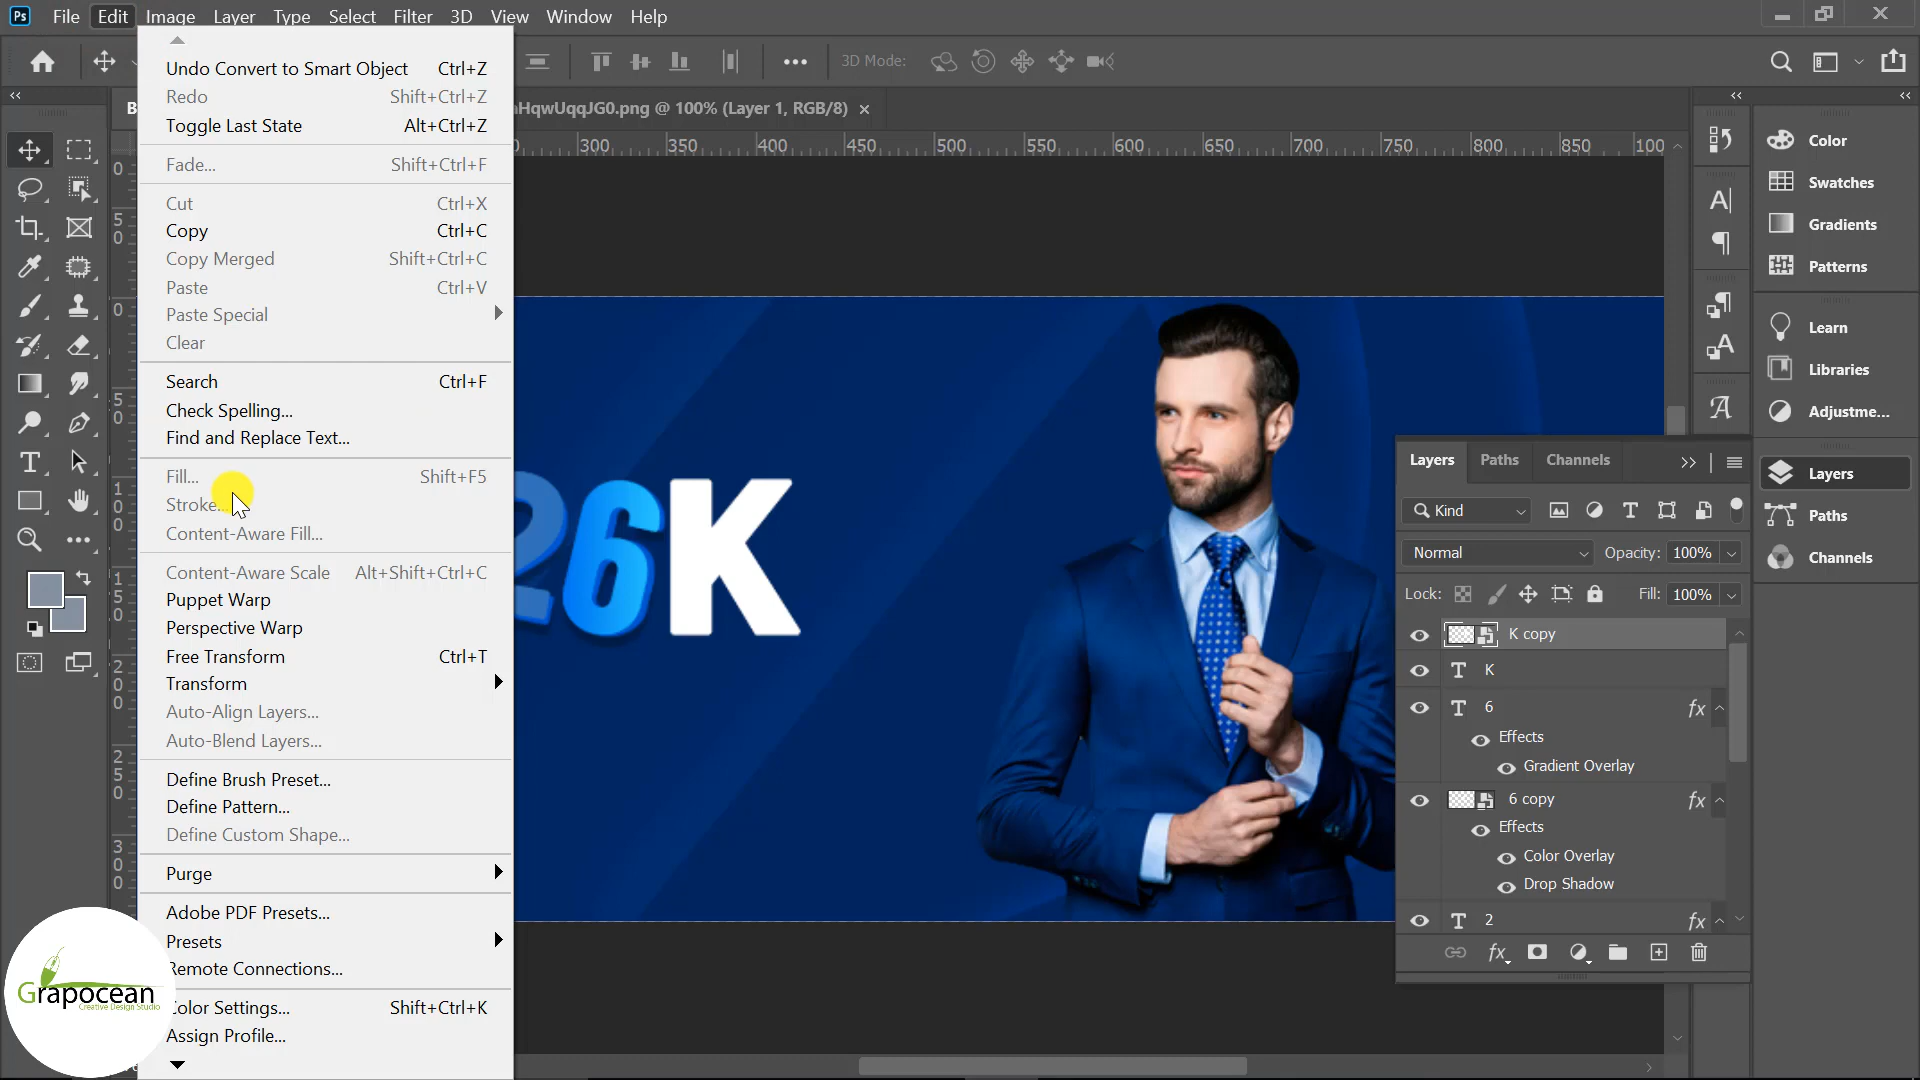 Ps File Edit Image Layer Type Select Filter 3D View Window Help
3D Mode:
aHqwUqqJG0.png @ 100% (Layer 1, RGB/8)
300 350 400 450 500 550 600 650 700 750 800 850 900
Undo Convert to Smart Object Ctrl+Z
Redo Shift+Ctrl+Z
Toggle Last State Alt+Ctrl+Z
Fade... Shift+Ctrl+F
Cut Ctrl+X
Copy Ctrl+C
Copy Merged Shift+Ctrl+C
Paste Ctrl+V
Paste Special
Clear
Search Ctrl+F
Check Spelling...
Find and Replace Text...
Fill... Shift+F5
Stroke...
Content-Aware Fill...
Content-Aware Scale Alt+Shift+Ctrl+C
Puppet Warp
Perspective Warp
Free Transform Ctrl+T
Transform
Auto-Align Layers...
Auto-Blend Layers...
Define Brush Preset...
Define Pattern...
Define Custom Shape...
Purge
Adobe PDF Presets...
Presets
Remote Connections...
Color Settings... Shift+Ctrl+K
Assign Profile...
26K
Grapocean
Creative Design Studio
Color
Swatches
Gradients
Patterns
Learn
Libraries
Adjustme...
Layers
Paths
Channels
Layers Paths Channels
Kind
Normal Opacity: 100%
Lock: Fill: 100%
K copy
T K
T 6 fx
Effects
Gradient Overlay
6 copy fx
Effects
Color Overlay
Drop Shadow
T 2 fx